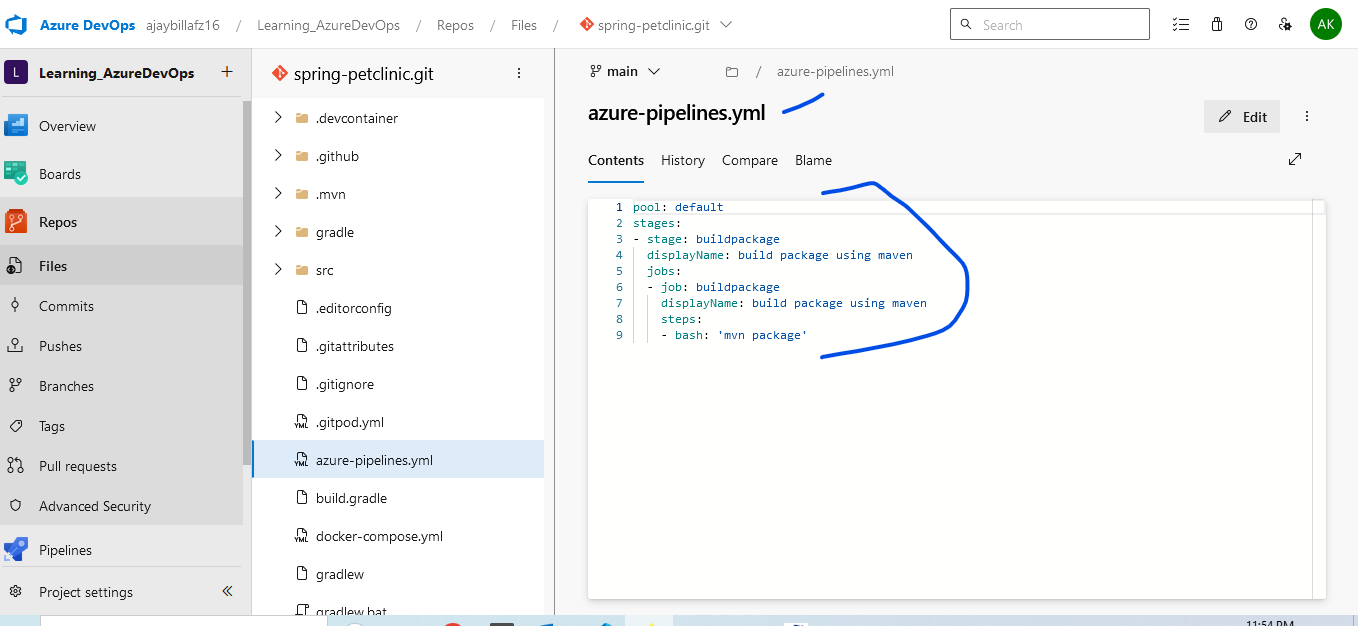 Azure DevOps ajaybillafz16 / Learning_AzureDevOps / Repos / Files / spring-petclinic.git
Search
AK
L Learning_AzureDevOps +
Overview
Boards
Repos
Files
Commits
Pushes
Branches
Tags
Pull requests
Advanced Security
Pipelines
Project settings
spring-petclinic.git
.devcontainer
.github
.mvn
gradle
src
.editorconfig
.gitattributes
.gitignore
YML .gitpod.yml
YML azure-pipelines.yml
build.gradle
YML docker-compose.yml
gradlew
gradlew.bat
main / azure-pipelines.yml
azure-pipelines.yml
Edit
Contents History Compare Blame
1 pool: default
2 stages:
3 - stage: buildpackage
4 displayName: build package using maven
5 jobs:
6 - job: buildpackage
7 displayName: build package using maven
8 steps:
9 - bash: 'mvn package'
11:54 PM